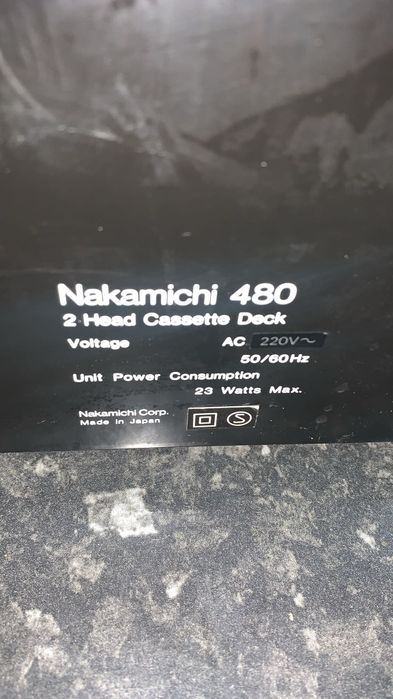 Nakamichi 480
2 Head Cassette Deck
Voltage AC 220V~
50/60Hz
Unit Power Consumption
23 Watts Max.
Nakamichi Corp.
Made in Japan
S